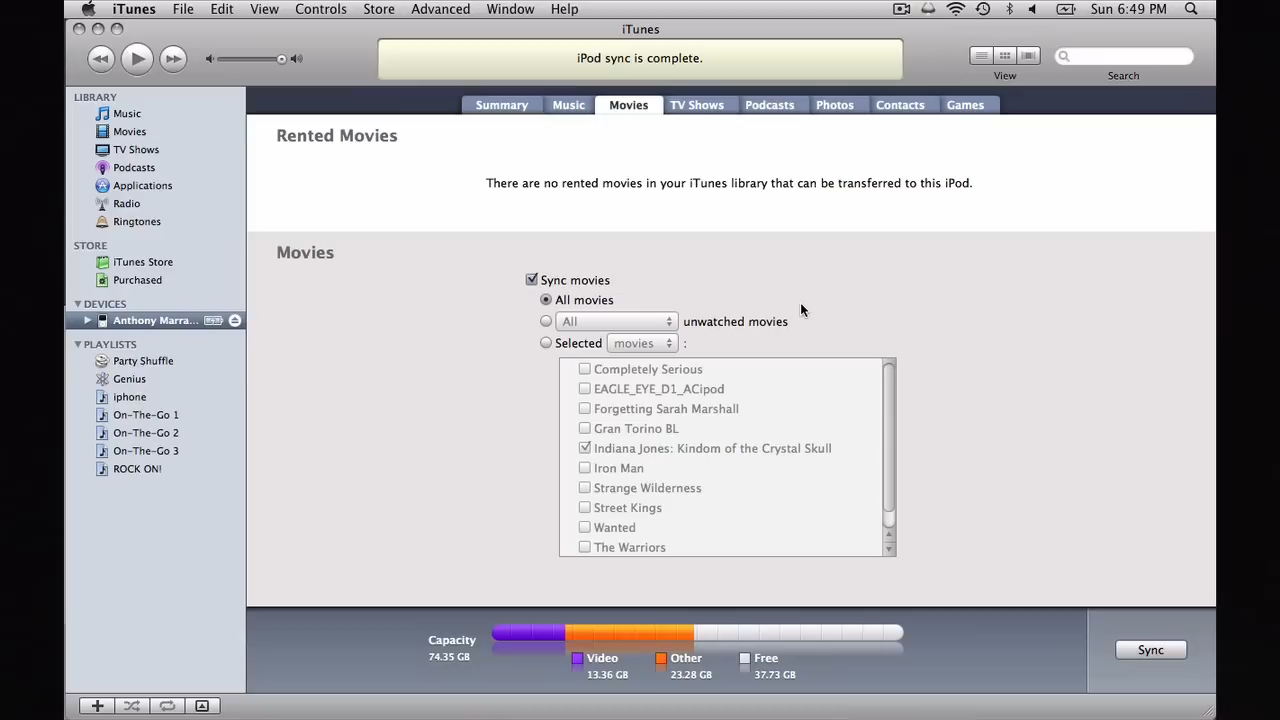 iTunes File Edit View Controls Store Advanced Window Help Sun 6:49 PM
iTunes
iPod sync is complete.
View
Search
LIBRARY
Music
Movies
TV Shows
Podcasts
Applications
Radio
Ringtones
STORE
iTunes Store
Purchased
DEVICES
Anthony Marra...
PLAYLISTS
Party Shuffle
Genius
iphone
On-The-Go 1
On-The-Go 2
On-The-Go 3
ROCK ON!
Summary Music Movies TV Shows Podcasts Photos Contacts Games
Rented Movies
There are no rented movies in your iTunes library that can be transferred to this iPod.
Movies
Sync movies
All movies
All unwatched movies
Selected movies :
Completely Serious
EAGLE_EYE_D1_ACipod
Forgetting Sarah Marshall
Gran Torino BL
Indiana Jones: Kindom of the Crystal Skull
Iron Man
Strange Wilderness
Street Kings
Wanted
The Warriors
Capacity
74.35 GB
Video
13.36 GB
Other
23.28 GB
Free
37.73 GB
Sync